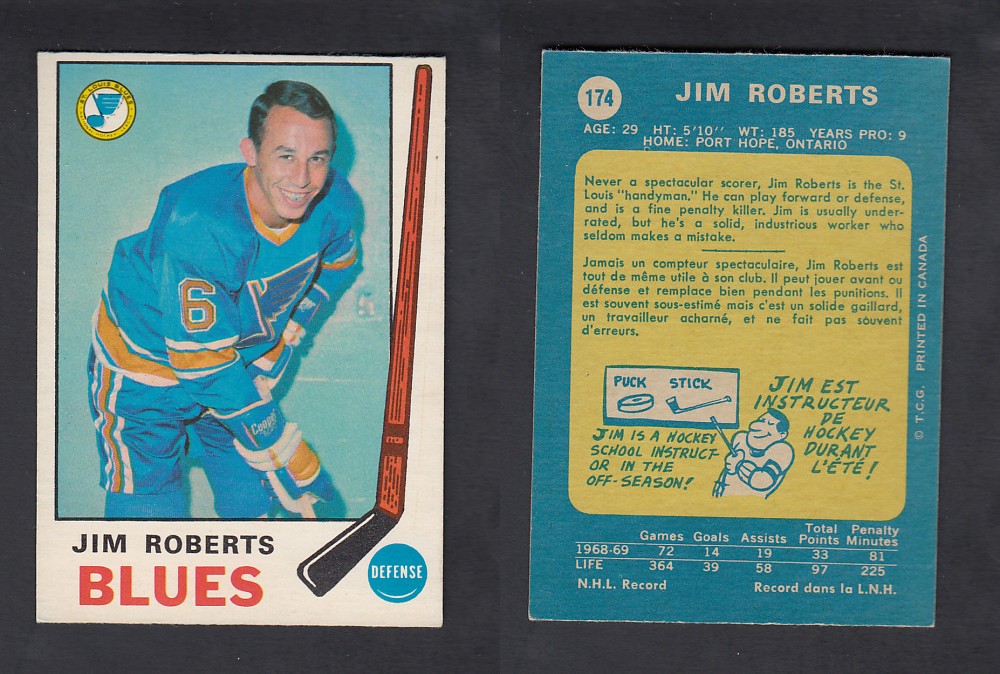 ST. LOUIS BLUES
6
Cooper
JIM ROBERTS
BLUES
DEFENSE
174
JIM ROBERTS
AGE: 29 HT: 5'10'' WT: 185 YEARS PRO: 9
HOME: PORT HOPE, ONTARIO
Never a spectacular scorer, Jim Roberts is the St.
Louis "handyman." He can play forward or defense,
and is a fine penalty killer. Jim is usually under-
rated, but he's a solid, industrious worker who
seldom makes a mistake.
Jamais un compteur spectaculaire, Jim Roberts est
tout de même utile à son club. Il peut jouer avant ou
défense et remplace bien pendant les punitions. Il
est souvent sous-estimé mais c'est un solide gaillard,
un travailleur acharné, et ne fait pas souvent
d'erreurs.
PUCK STICK
JIM IS A HOCKEY
SCHOOL INSTRUCT-
OR IN THE
OFF-SEASON!
JIM EST
INSTRUCTEUR
DE
HOCKEY
DURANT
L'ÉTÉ!
© T.C.G. PRINTED IN CANADA
Games Goals Assists Total Points Penalty Minutes
1968-69 72 14 19 33 81
LIFE 364 39 58 97 225
N.H.L. Record Record dans la L.N.H.